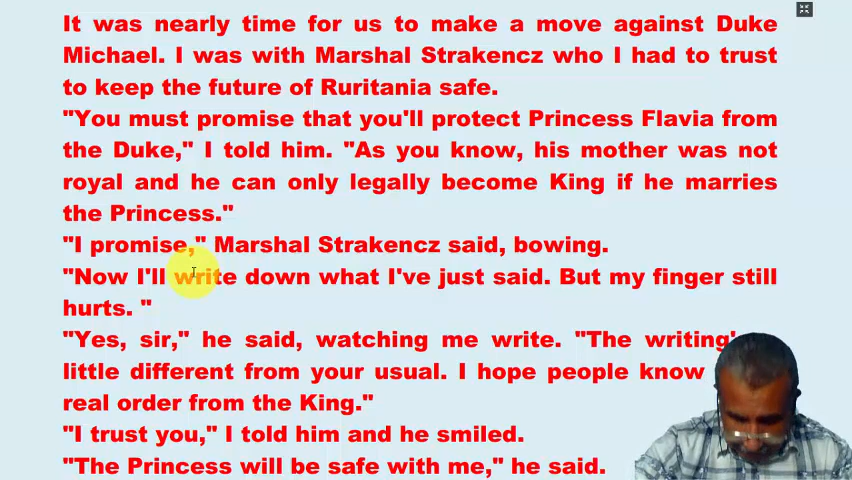 It was nearly time for us to make a move against Duke
Michael. I was with Marshal Strakencz who I had to trust
to keep the future of Ruritania safe.
"You must promise that you'll protect Princess Flavia from
the Duke," I told him. "As you know, his mother was not
royal and he can only legally become King if he marries
the Princess."
"I promise," Marshal Strakencz said, bowing.
"Now I'll write down what I've just said. But my finger still
hurts. "
"Yes, sir," he said, watching me write. "The writing'
little different from your usual. I hope people know
real order from the King."
"I trust you," I told him and he smiled.
"The Princess will be safe with me," he said.